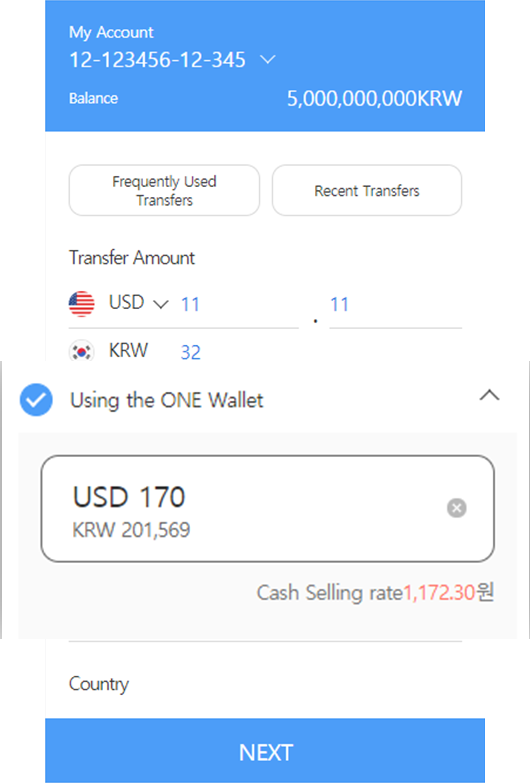 My Account
12-123456-12-345
Balance 5,000,000,000KRW
Frequently Used
Transfers
Recent Transfers
Transfer Amount
USD 11 . 11
KRW 32
Using the ONE Wallet
USD 170
KRW 201,569
Cash Selling rate1,172.30원
Country
NEXT